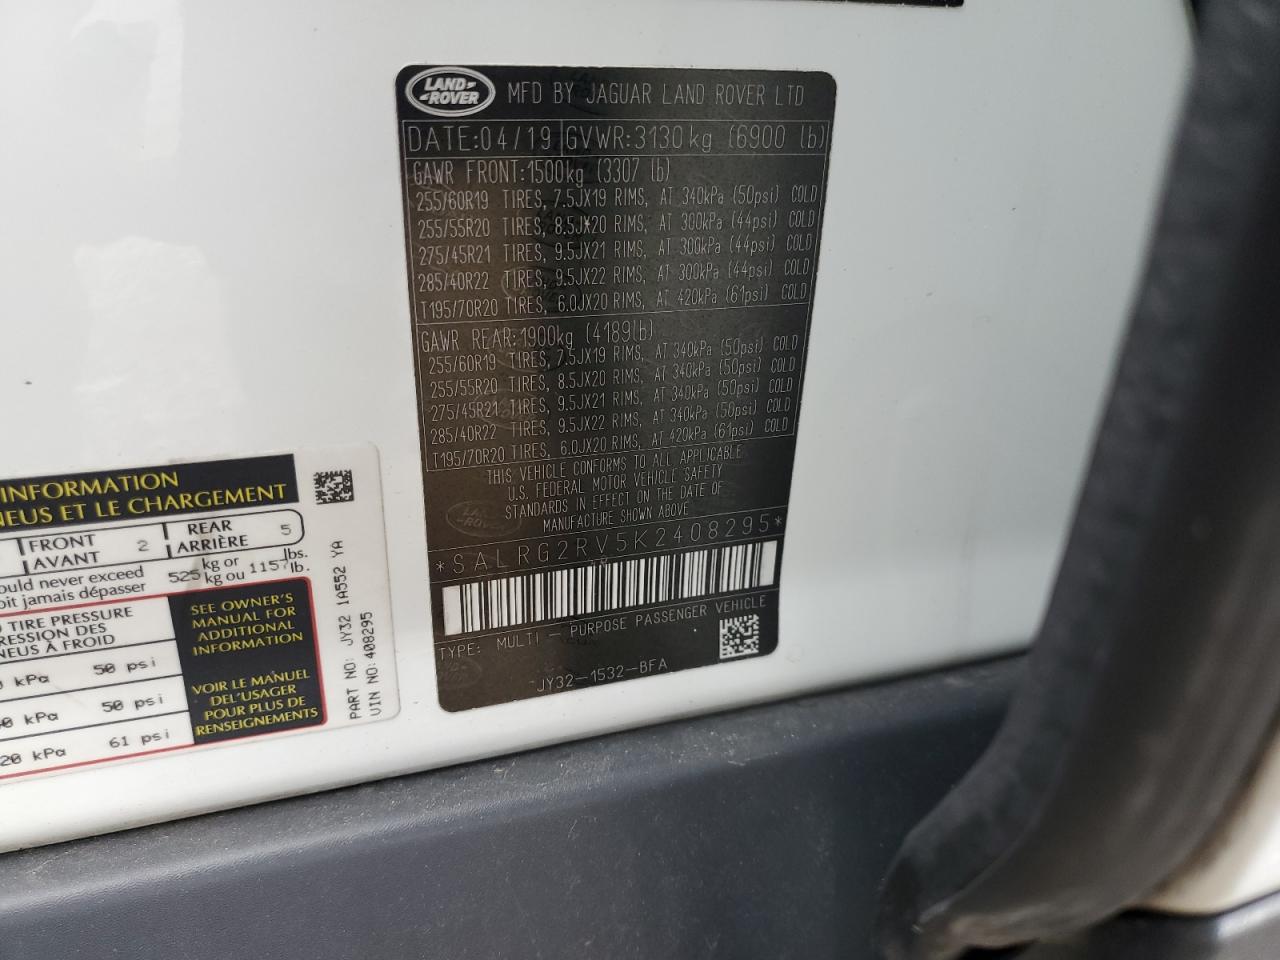 LAND-
-ROVER
MFD BY JAGUAR LAND ROVER LTD
DATE:04/19 GVWR:3130kg (6900 lb)
GAWR FRONT:1500kg (3307 lb)
255/60R19 TIRES, 7.5JX19 RIMS, AT 340kPa (50psi) COLD
255/55R20 TIRES, 8.5JX20 RIMS, AT 300kPa (44psi) COLD
275/45R21 TIRES, 9.5JX21 RIMS, AT 300kPa (44psi) COLD
285/40R22 TIRES, 9.5JX22 RIMS, AT 300kPa (44psi) COLD
T195/70R20 TIRES, 6.0JX20 RIMS, AT 420kPa (61psi) COLD
GAWR REAR:1900kg (4189lb)
255/60R19 TIRES, 7.5JX19 RIMS, AT 340kPa (50psi) COLD
255/55R20 TIRES, 8.5JX20 RIMS, AT 340kPa (50psi) COLD
275/45R21 TIRES, 9.5JX21 RIMS, AT 340kPa (50psi) COLD
285/40R22 TIRES, 9.5JX22 RIMS, AT 340kPa (50psi) COLD
T195/70R20 TIRES, 6.0JX20 RIMS, AT 420kPa (61psi) COLD
THIS VEHICLE CONFORMS TO ALL APPLICABLE
U.S. FEDERAL MOTOR VEHICLE SAFETY
STANDARDS IN EFFECT ON THE DATE OF
MANUFACTURE SHOWN ABOVE
*SALRG2RV5K2408295*
TYPE: MULTI - PURPOSE PASSENGER VEHICLE
JY32-1532-BFA
INFORMATION
NEUS ET LE CHARGEMENT
FRONT 2 REAR 5
AVANT ARRIÈRE
ould never exceed 525 kg or 1157 lbs.
oit jamais dépasser kg ou lb.
TIRE PRESSURE
RESSION DES
NEUS À FROID
kPa 50 psi
0 kPa 50 psi
20 kPa 61 psi
SEE OWNER'S
MANUAL FOR
ADDITIONAL
INFORMATION
VOIR LE MANUEL
DEL'USAGER
POUR PLUS DE
RENSEIGNEMENTS
PART NO: JY32 1A552 YA
VIN NO:408295